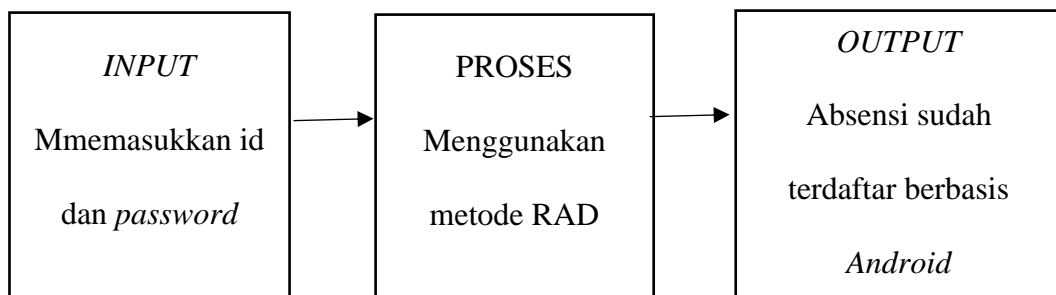 INPUT
Mmemasukkan id
dan password
PROSES
Menggunakan
metode RAD
OUTPUT
Absensi sudah
terdaftar berbasis
Android